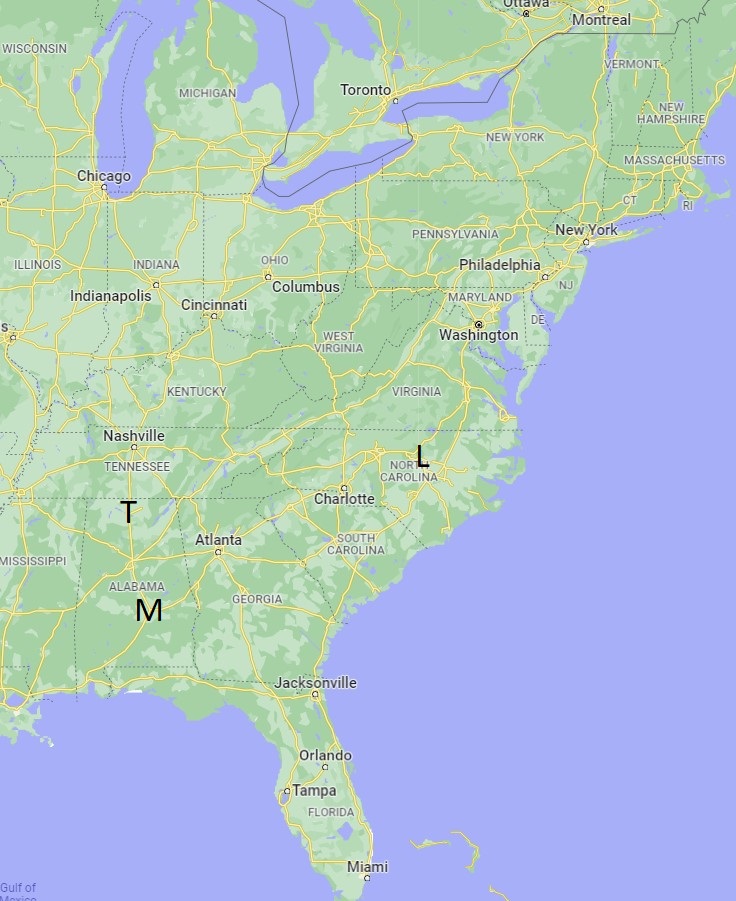 Ottawa
Montreal
WISCONSIN
VERMONT
MICHIGAN
Toronto
NEW
HAMPSHIRE
NEW YORK
MASSACHUSETTS
Chicago
CT
RI
New York
PENNSYLVANIA
ILLINOIS
INDIANA
OHIO
Philadelphia
Columbus
NJ
Indianapolis
MARYLAND
Cincinnati
DE
s
Washington
WEST
VIRGINIA
KENTUCKY
VIRGINIA
Nashville
L
TENNESSEE
NORTH
CAROLINA
Charlotte
T
Atlanta
SOUTH
CAROLINA
MISSISSIPPI
ALABAMA
GEORGIA
M
Jacksonville
Orlando
Tampa
FLORIDA
Miami
Gulf of
Mexico